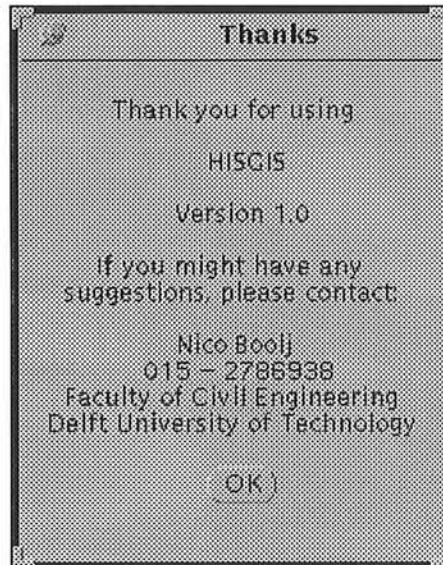 Thanks
Thank you for using
HISGIS
Version 1.0
If you might have any
suggestions, please contact:
Nico Booij
015 – 2786938
Faculty of Civil Engineering
Delft University of Technology
OK